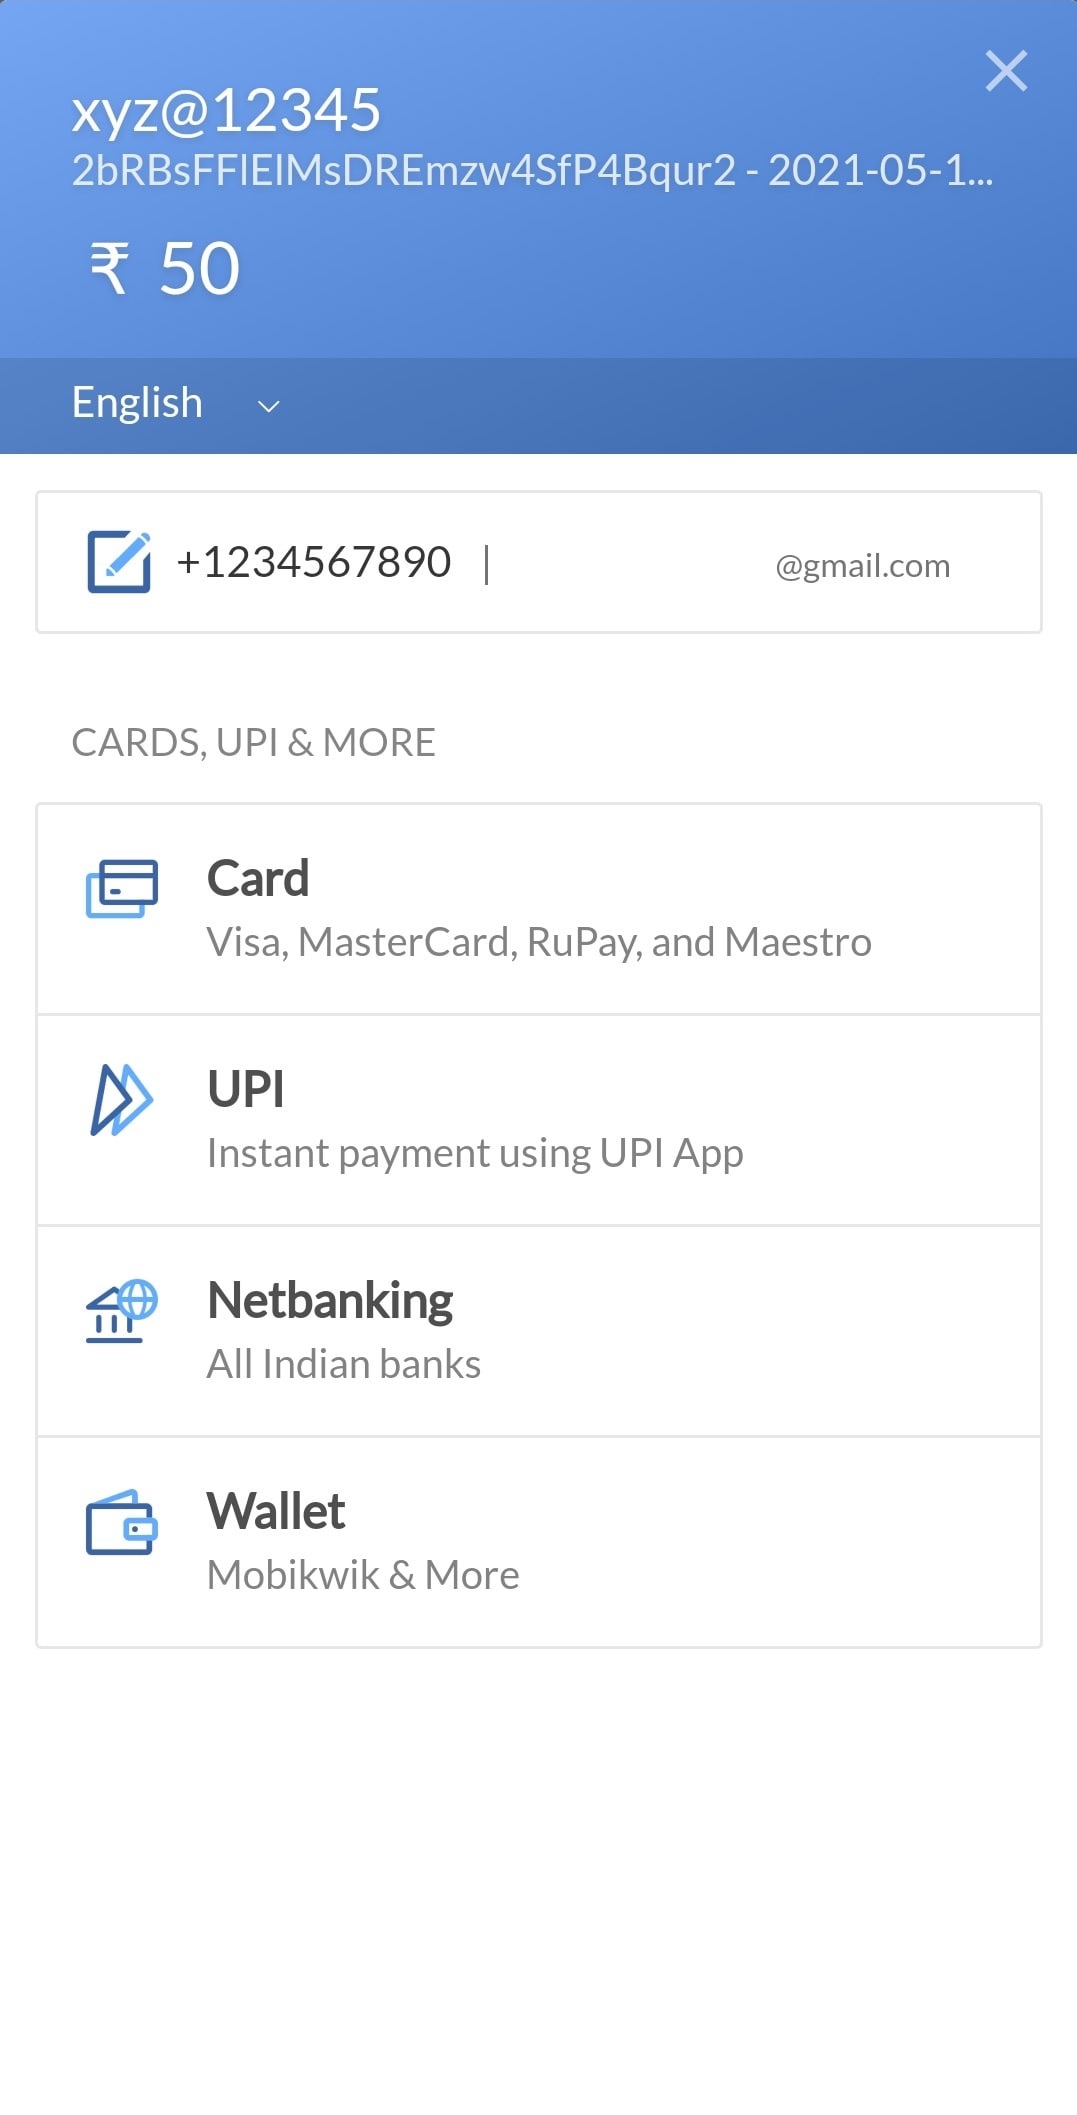 xyz@12345
2bRBsFFlElMsDREmzw4SfP4Bqur2 - 2021-05-1...
₹ 50
English
+1234567890 | @gmail.com
CARDS, UPI & MORE
Card
Visa, MasterCard, RuPay, and Maestro
UPI
Instant payment using UPI App
Netbanking
All Indian banks
Wallet
Mobikwik & More